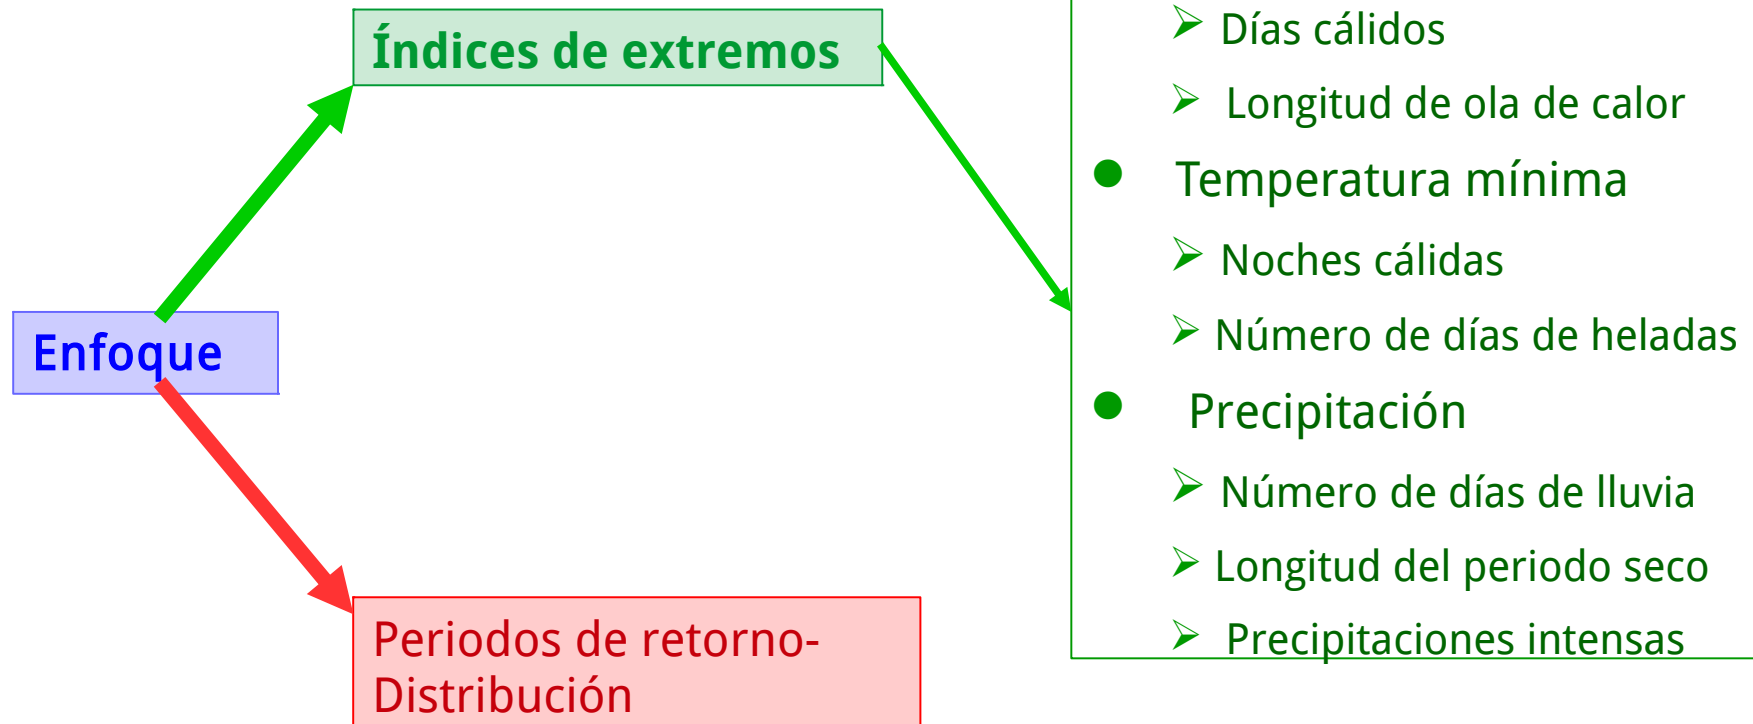 Índices de extremos
Enfoque
Periodos de retorno-
Distribución
Días cálidos
Longitud de ola de calor
Temperatura mínima
Noches cálidas
Número de días de heladas
Precipitación
Número de días de lluvia
Longitud del periodo seco
Precipitaciones intensas